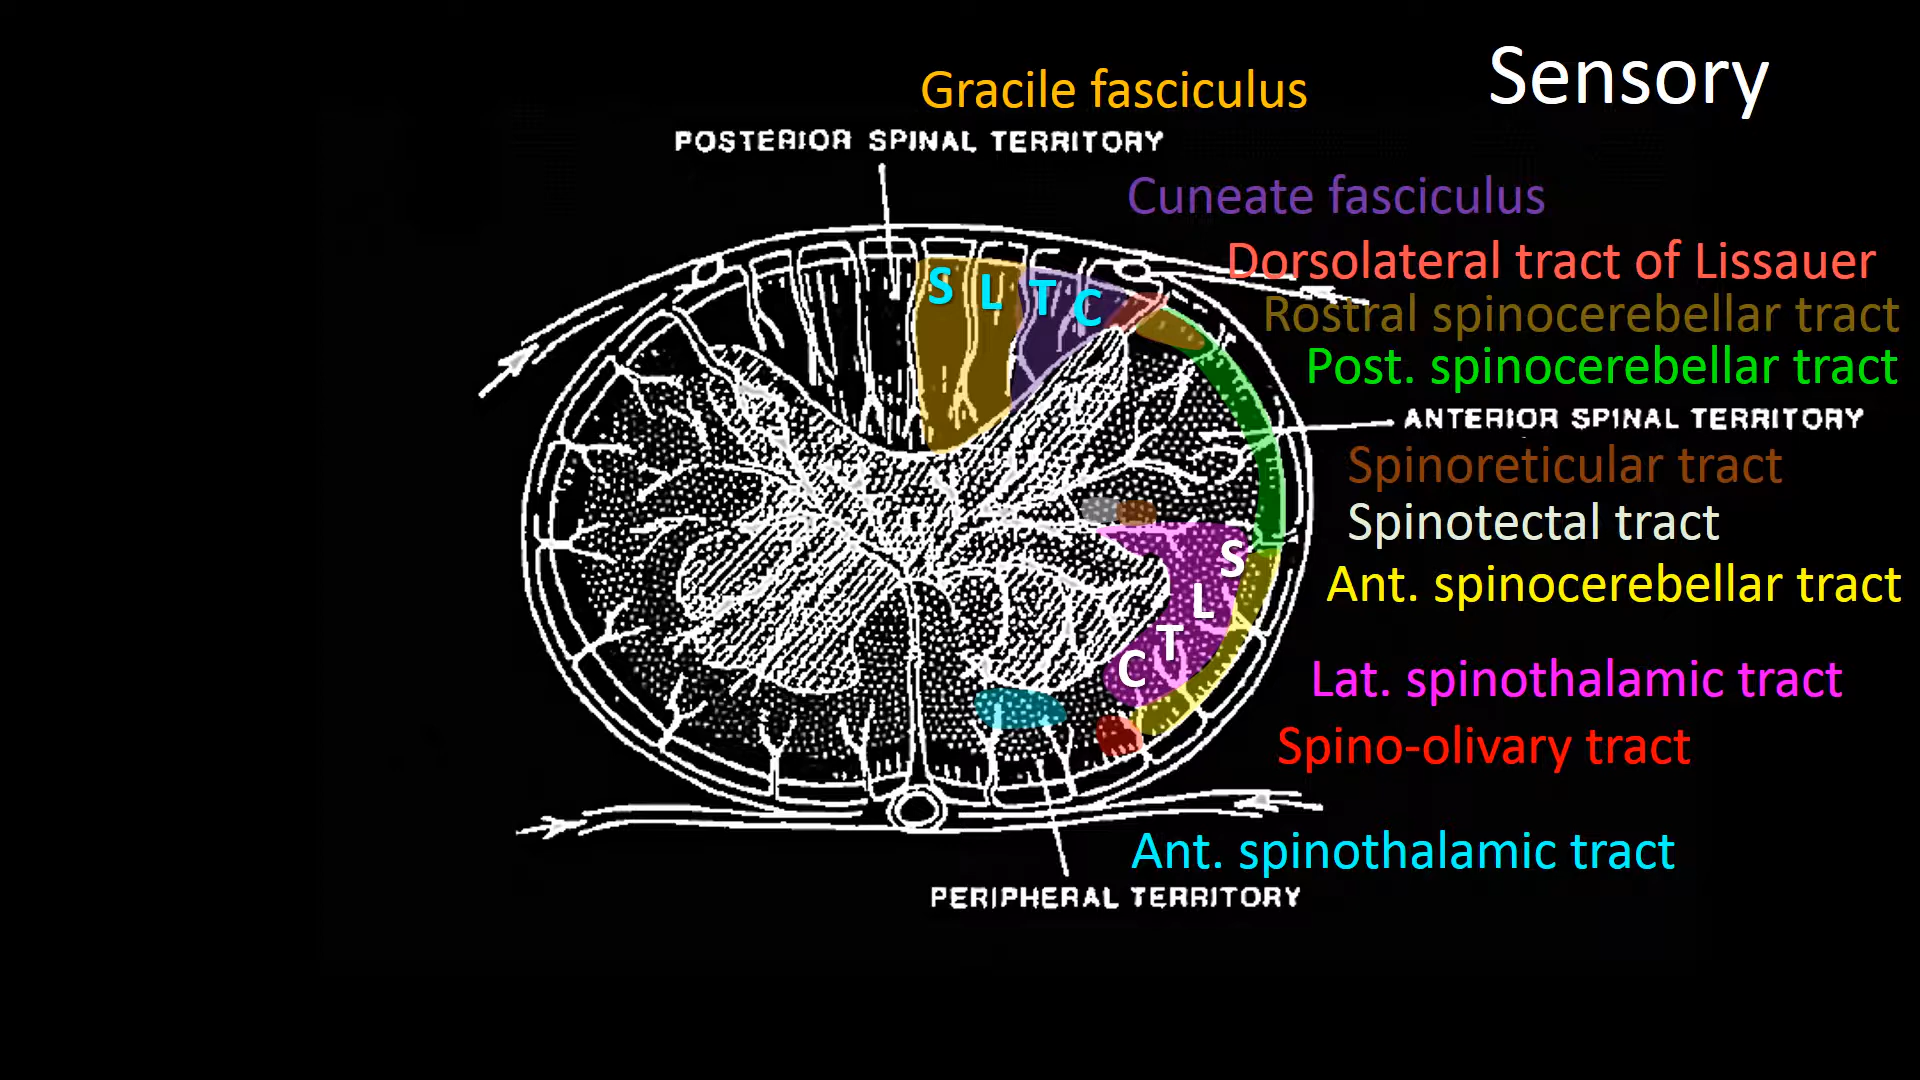 Sensory
Gracile fasciculus
POSTERIOR SPINAL TERRITORY
Cuneate fasciculus
Dorsolateral tract of Lissauer
S L T C
Rostral spinocerebellar tract
Post. spinocerebellar tract
ANTERIOR SPINAL TERRITORY
Spinoreticular tract
Spinotectal tract
S
Ant. spinocerebellar tract
L
T
C
Lat. spinothalamic tract
Spino-olivary tract
Ant. spinothalamic tract
PERIPHERAL TERRITORY